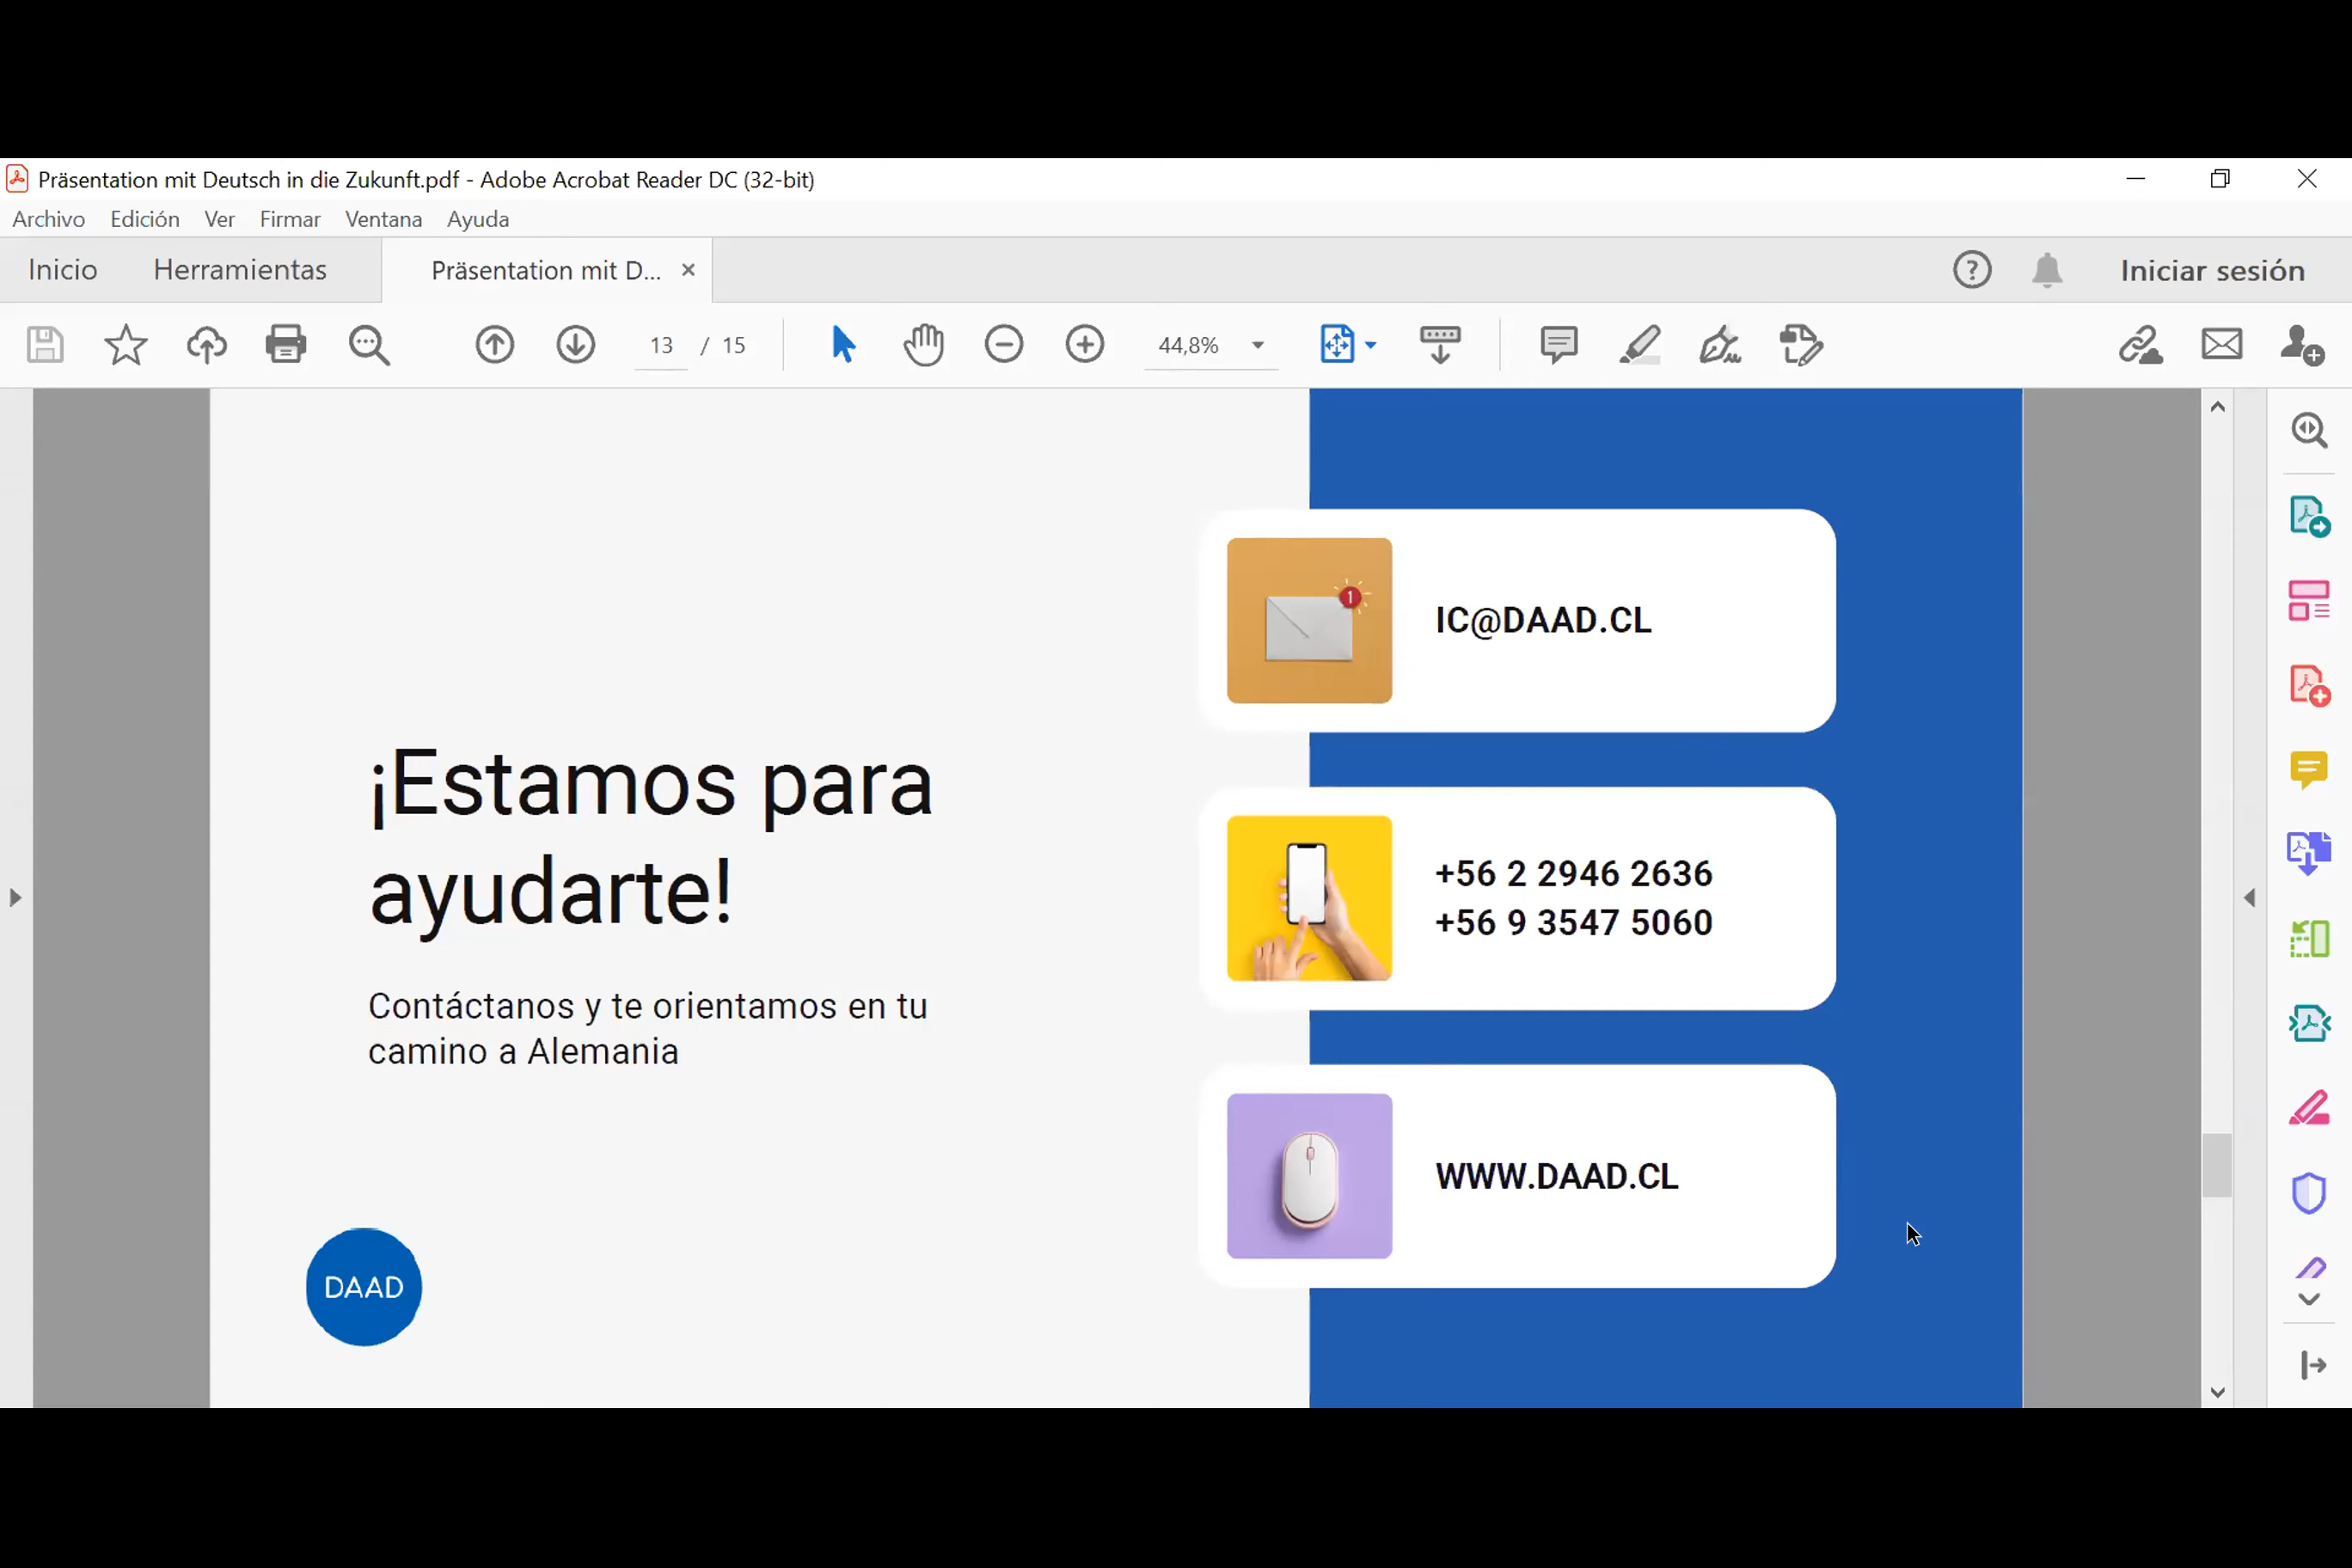 Präsentation mit Deutsch in die Zukunft.pdf - Adobe Acrobat Reader DC (32-bit)
Archivo Edición Ver Firmar Ventana Ayuda
Inicio Herramientas Präsentation mit D... Iniciar sesión
13 / 15 44,8%
¡Estamos para
ayudarte!
Contáctanos y te orientamos en tu
camino a Alemania
DAAD
1
IC@DAAD.CL
+56 2 2946 2636
+56 9 3547 5060
WWW.DAAD.CL